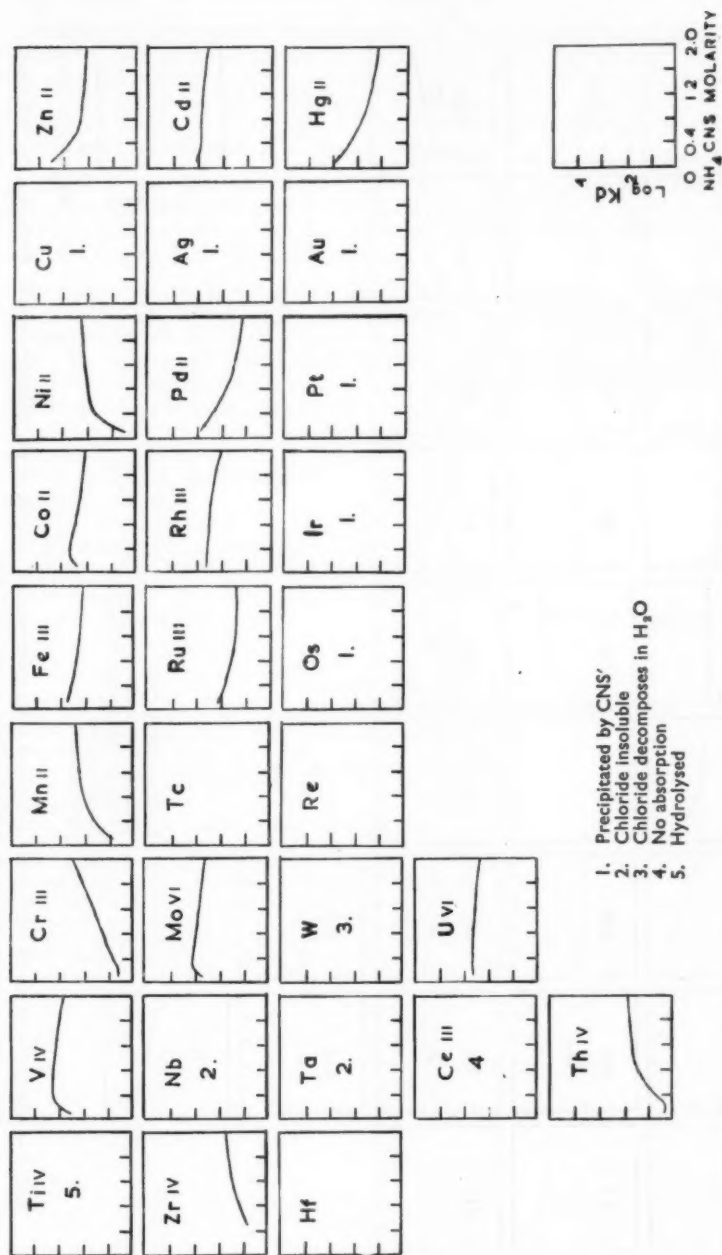 Ti IV
5.
V IV
Cr III
Mn II
Fe III
Co II
Ni II
Cu
1.
Zn II
Zr IV
Nb
2.
Mo VI
Tc
Ru III
Rh III
Pd II
Ag
1.
Cd II
Hf
Ta
2.
W
3.
Re
Os
1.
Ir
1.
Pt
1.
Au
1.
Hg II
Ce III
4
U VI
Th IV
1. Precipitated by CNS'
2. Chloride insoluble
3. Chloride decomposes in H₂O
4. No absorption
5. Hydrolysed
4
2
Log
Kd
0 0.4 1.2 2.0
NH₄ CNS MOLARITY